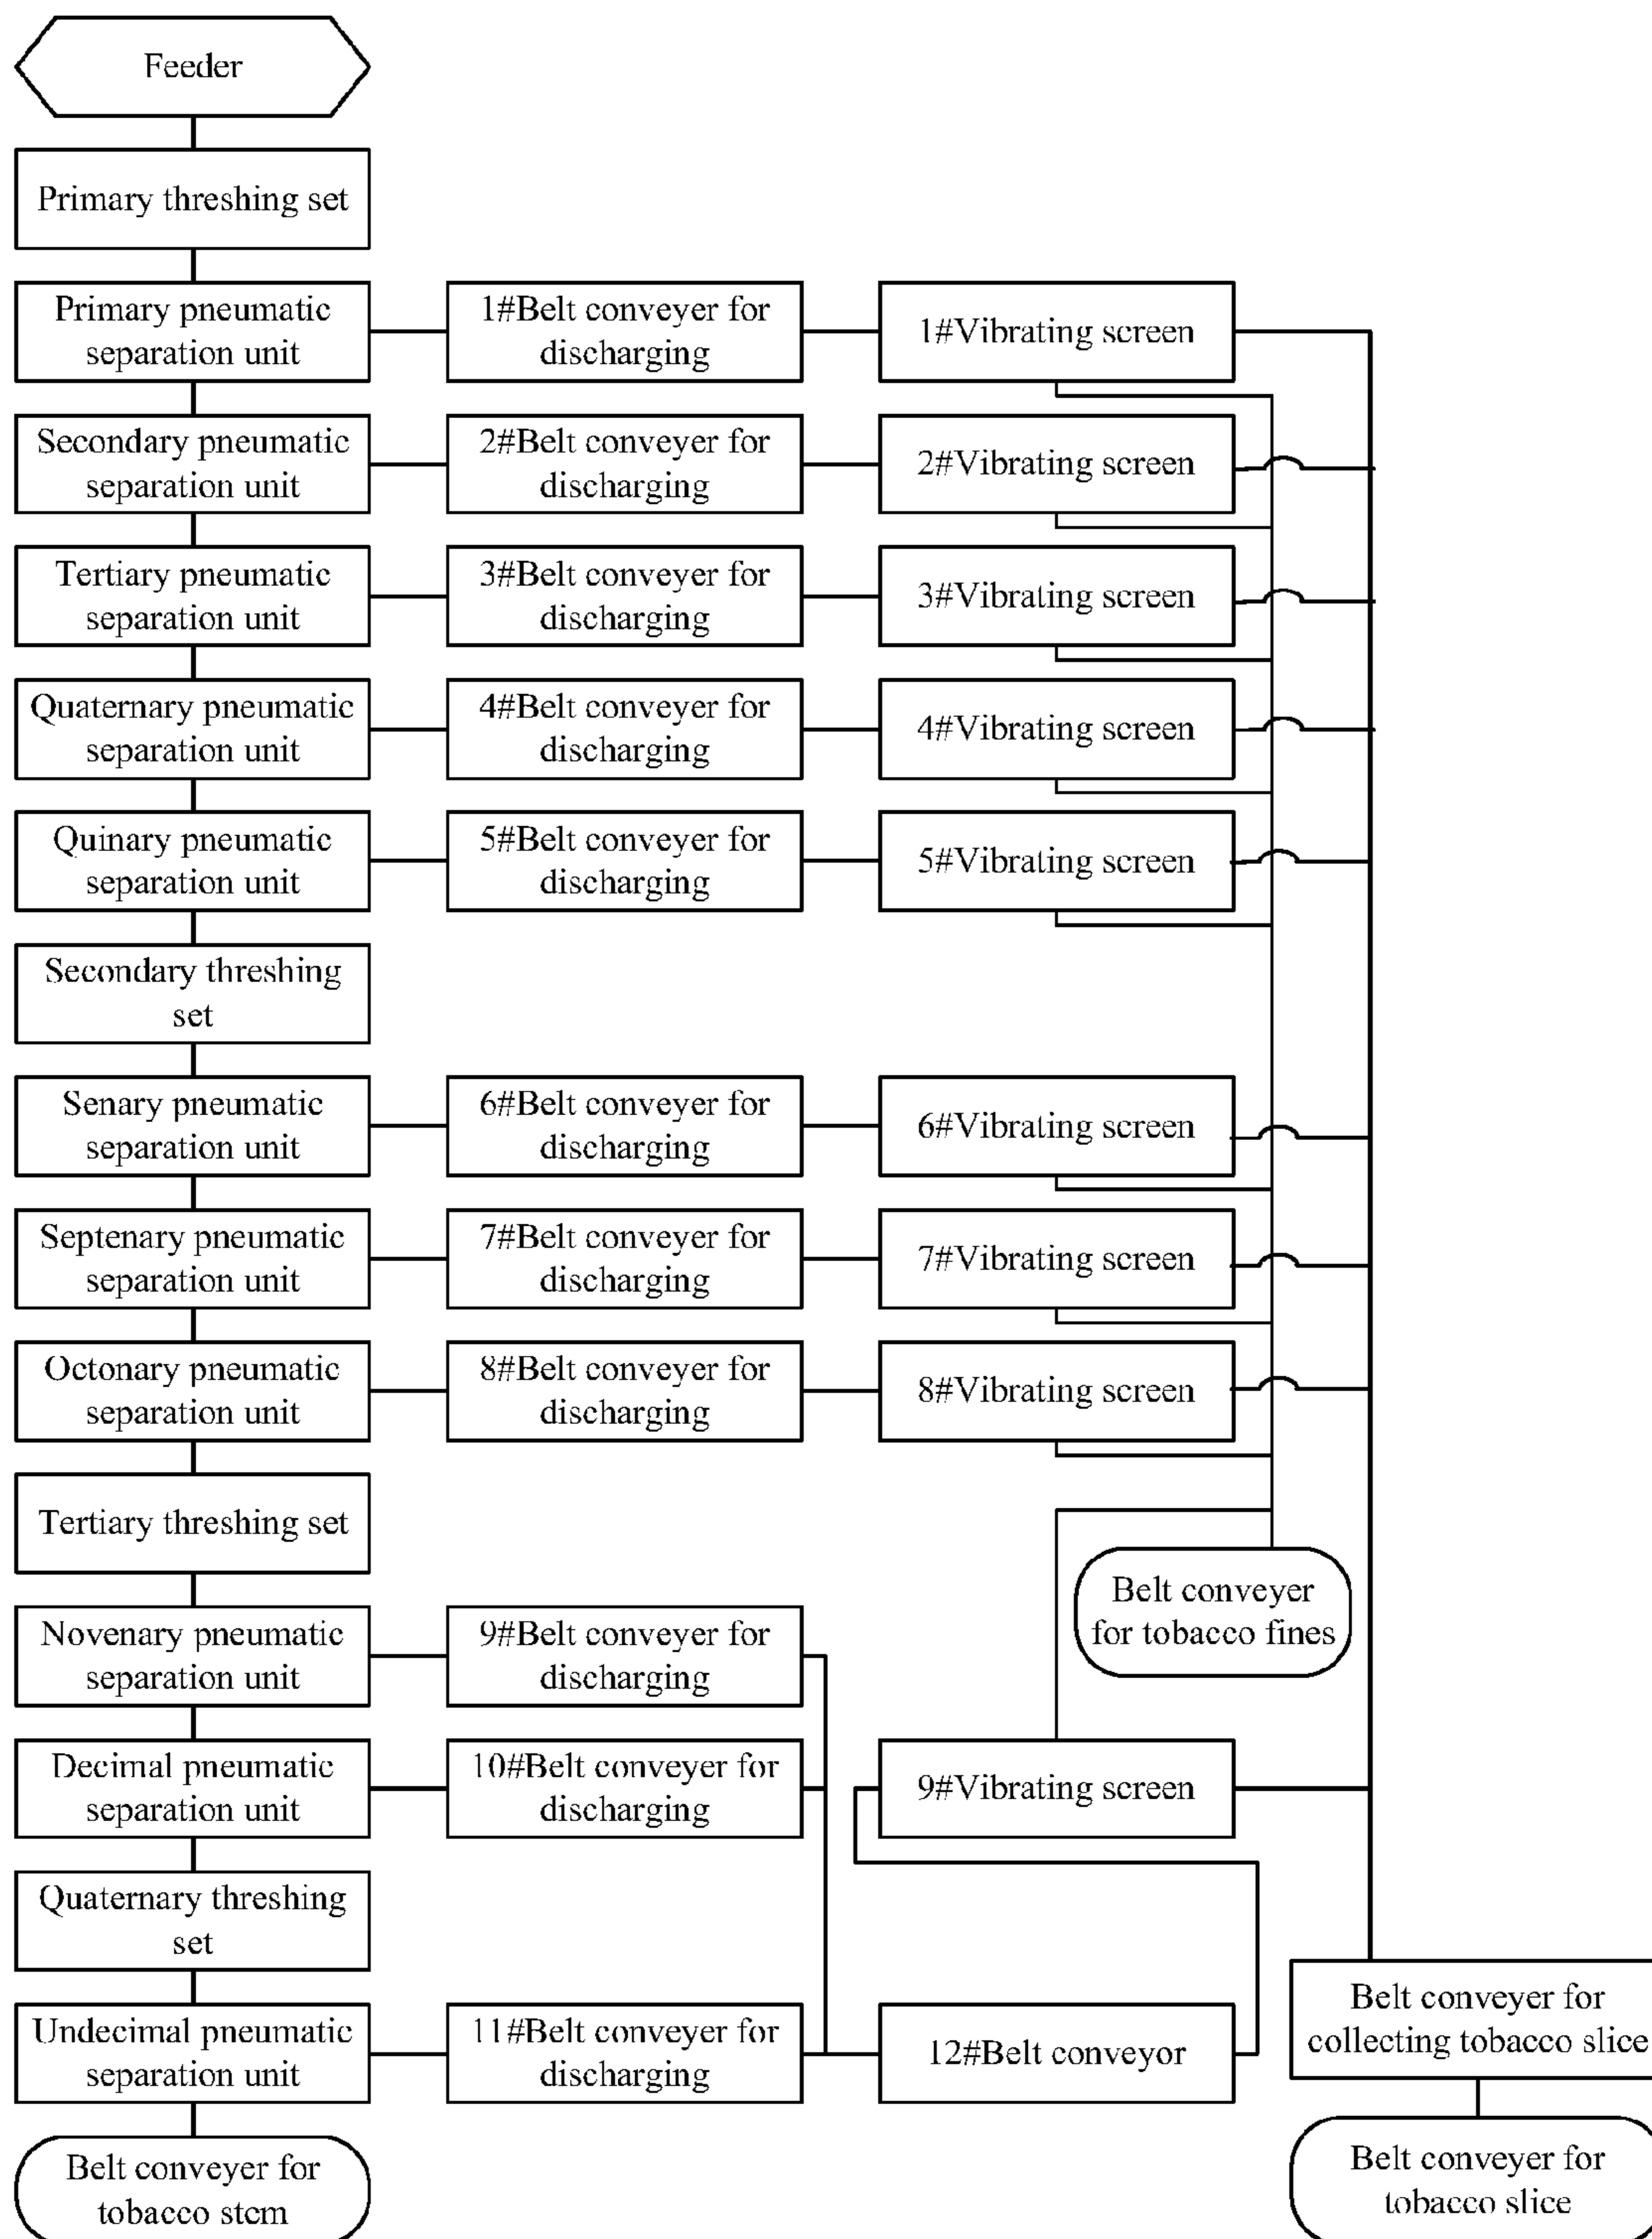 Feeder
Primary threshing set
Primary pneumatic
separation unit
1#Belt conveyer for
discharging
1#Vibrating screen
Secondary pneumatic
separation unit
2#Belt conveyer for
discharging
2#Vibrating screen
Tertiary pneumatic
separation unit
3#Belt conveyer for
discharging
3#Vibrating screen
Quaternary pneumatic
separation unit
4#Belt conveyer for
discharging
4#Vibrating screen
Quinary pneumatic
separation unit
5#Belt conveyer for
discharging
5#Vibrating screen
Secondary threshing
set
Senary pneumatic
separation unit
6#Belt conveyer for
discharging
6#Vibrating screen
Septenary pneumatic
separation unit
7#Belt conveyer for
discharging
7#Vibrating screen
Octonary pneumatic
separation unit
8#Belt conveyer for
discharging
8#Vibrating screen
Tertiary threshing set
Belt conveyer
for tobacco fines
Novenary pneumatic
separation unit
9#Belt conveyer for
discharging
Decimal pneumatic
separation unit
10#Belt conveyer for
discharging
9#Vibrating screen
Quaternary threshing
set
Undecimal pneumatic
separation unit
11#Belt conveyer for
discharging
12#Belt conveyor
Belt conveyer for
collecting tobacco slice
Belt conveyer for
tobacco stem
Belt conveyer for
tobacco slice